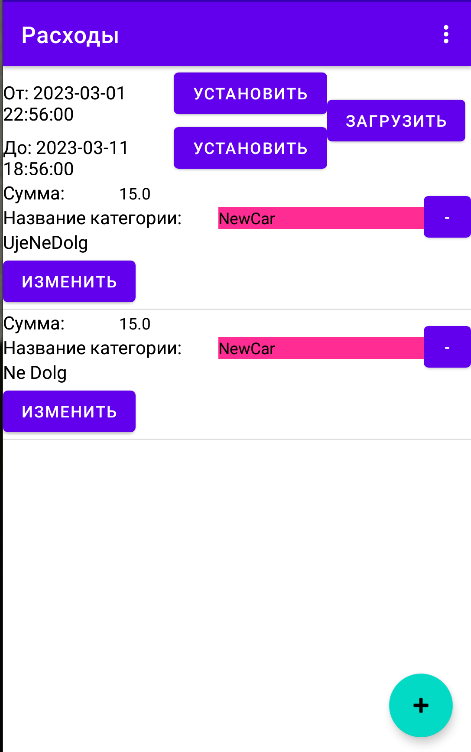 Расходы
От: 2023-03-01
22:56:00
УСТАНОВИТЬ
ЗАГРУЗИТЬ
До: 2023-03-11
18:56:00
УСТАНОВИТЬ
Сумма: 15.0
Название категории: NewCar -
UjeNeDolg
ИЗМЕНИТЬ
Сумма: 15.0
Название категории: NewCar -
Ne Dolg
ИЗМЕНИТЬ
+